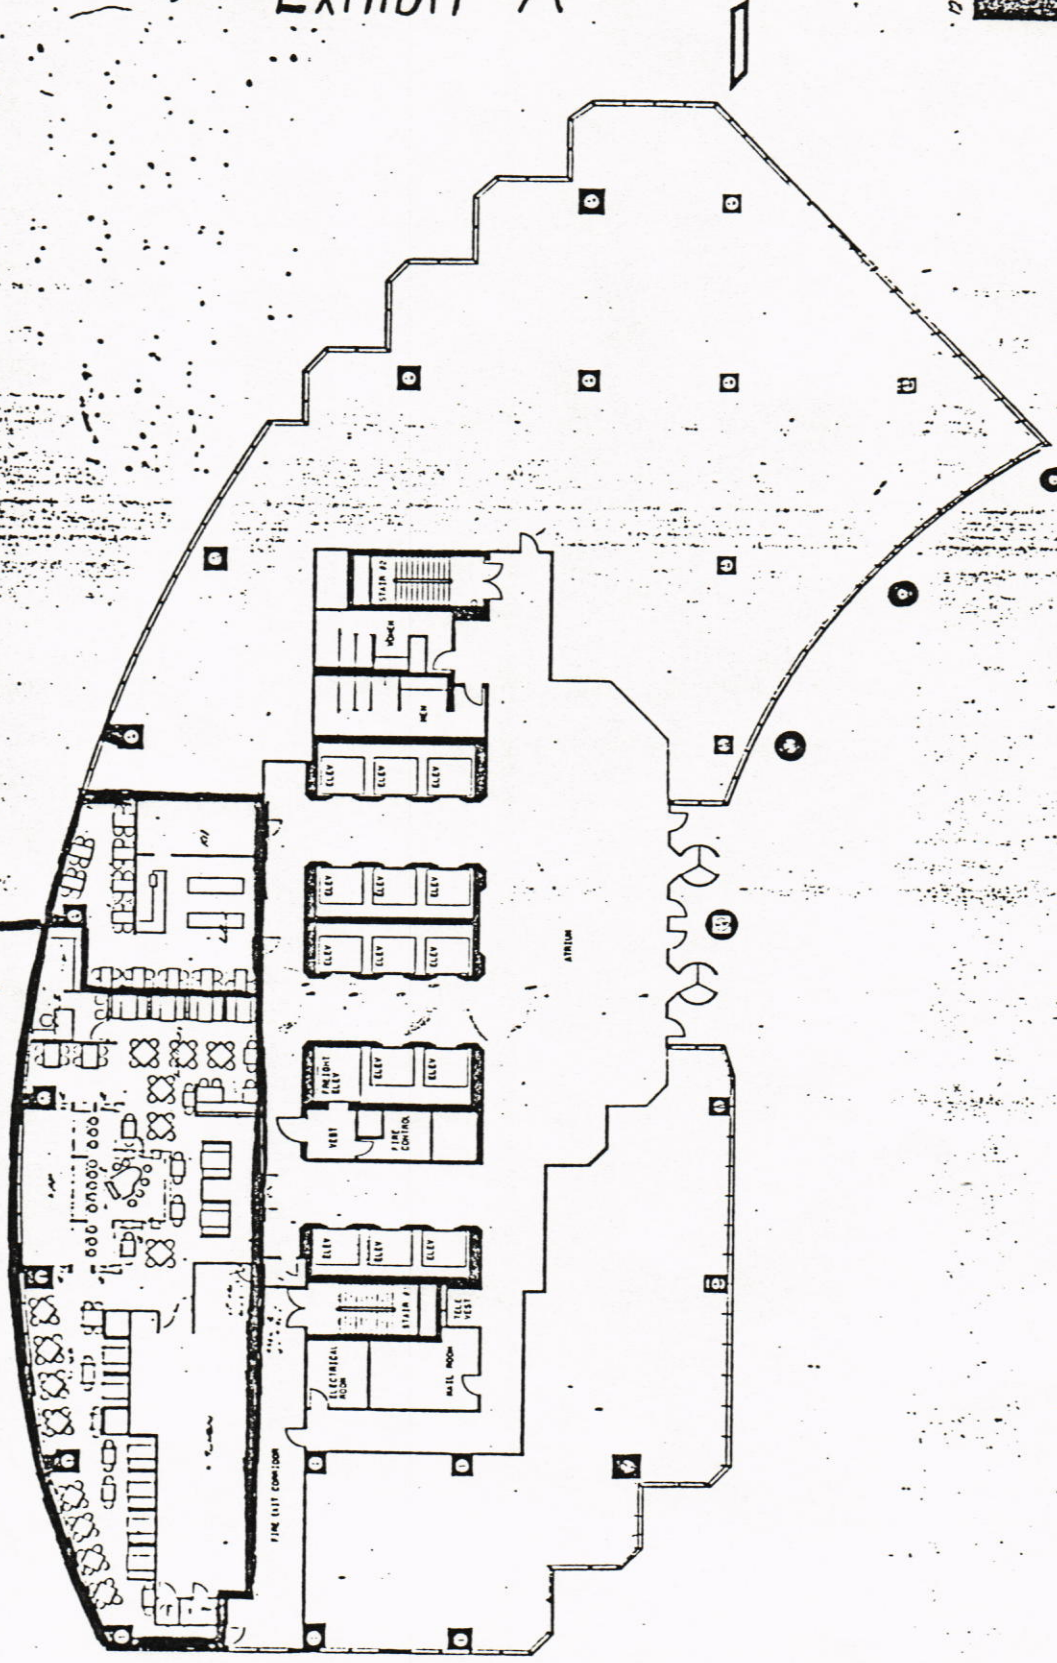 EXHIBIT A
STAIR #2
WOMEN
MEN
ELEV
ELEV
ELEV
ELEV
ELEV
ELEV
ELEV
ELEV
ELEV
ATRIUM
FREIGHT
ELEV
ELEV
ELEV
VEST
FIRE
CONTROL
ELEV
ELEV
ELEV
STAIR #1
TELE
VEST
ELECTRICAL
ROOM
MAIL ROOM
FIRE EXIT CORRIDOR